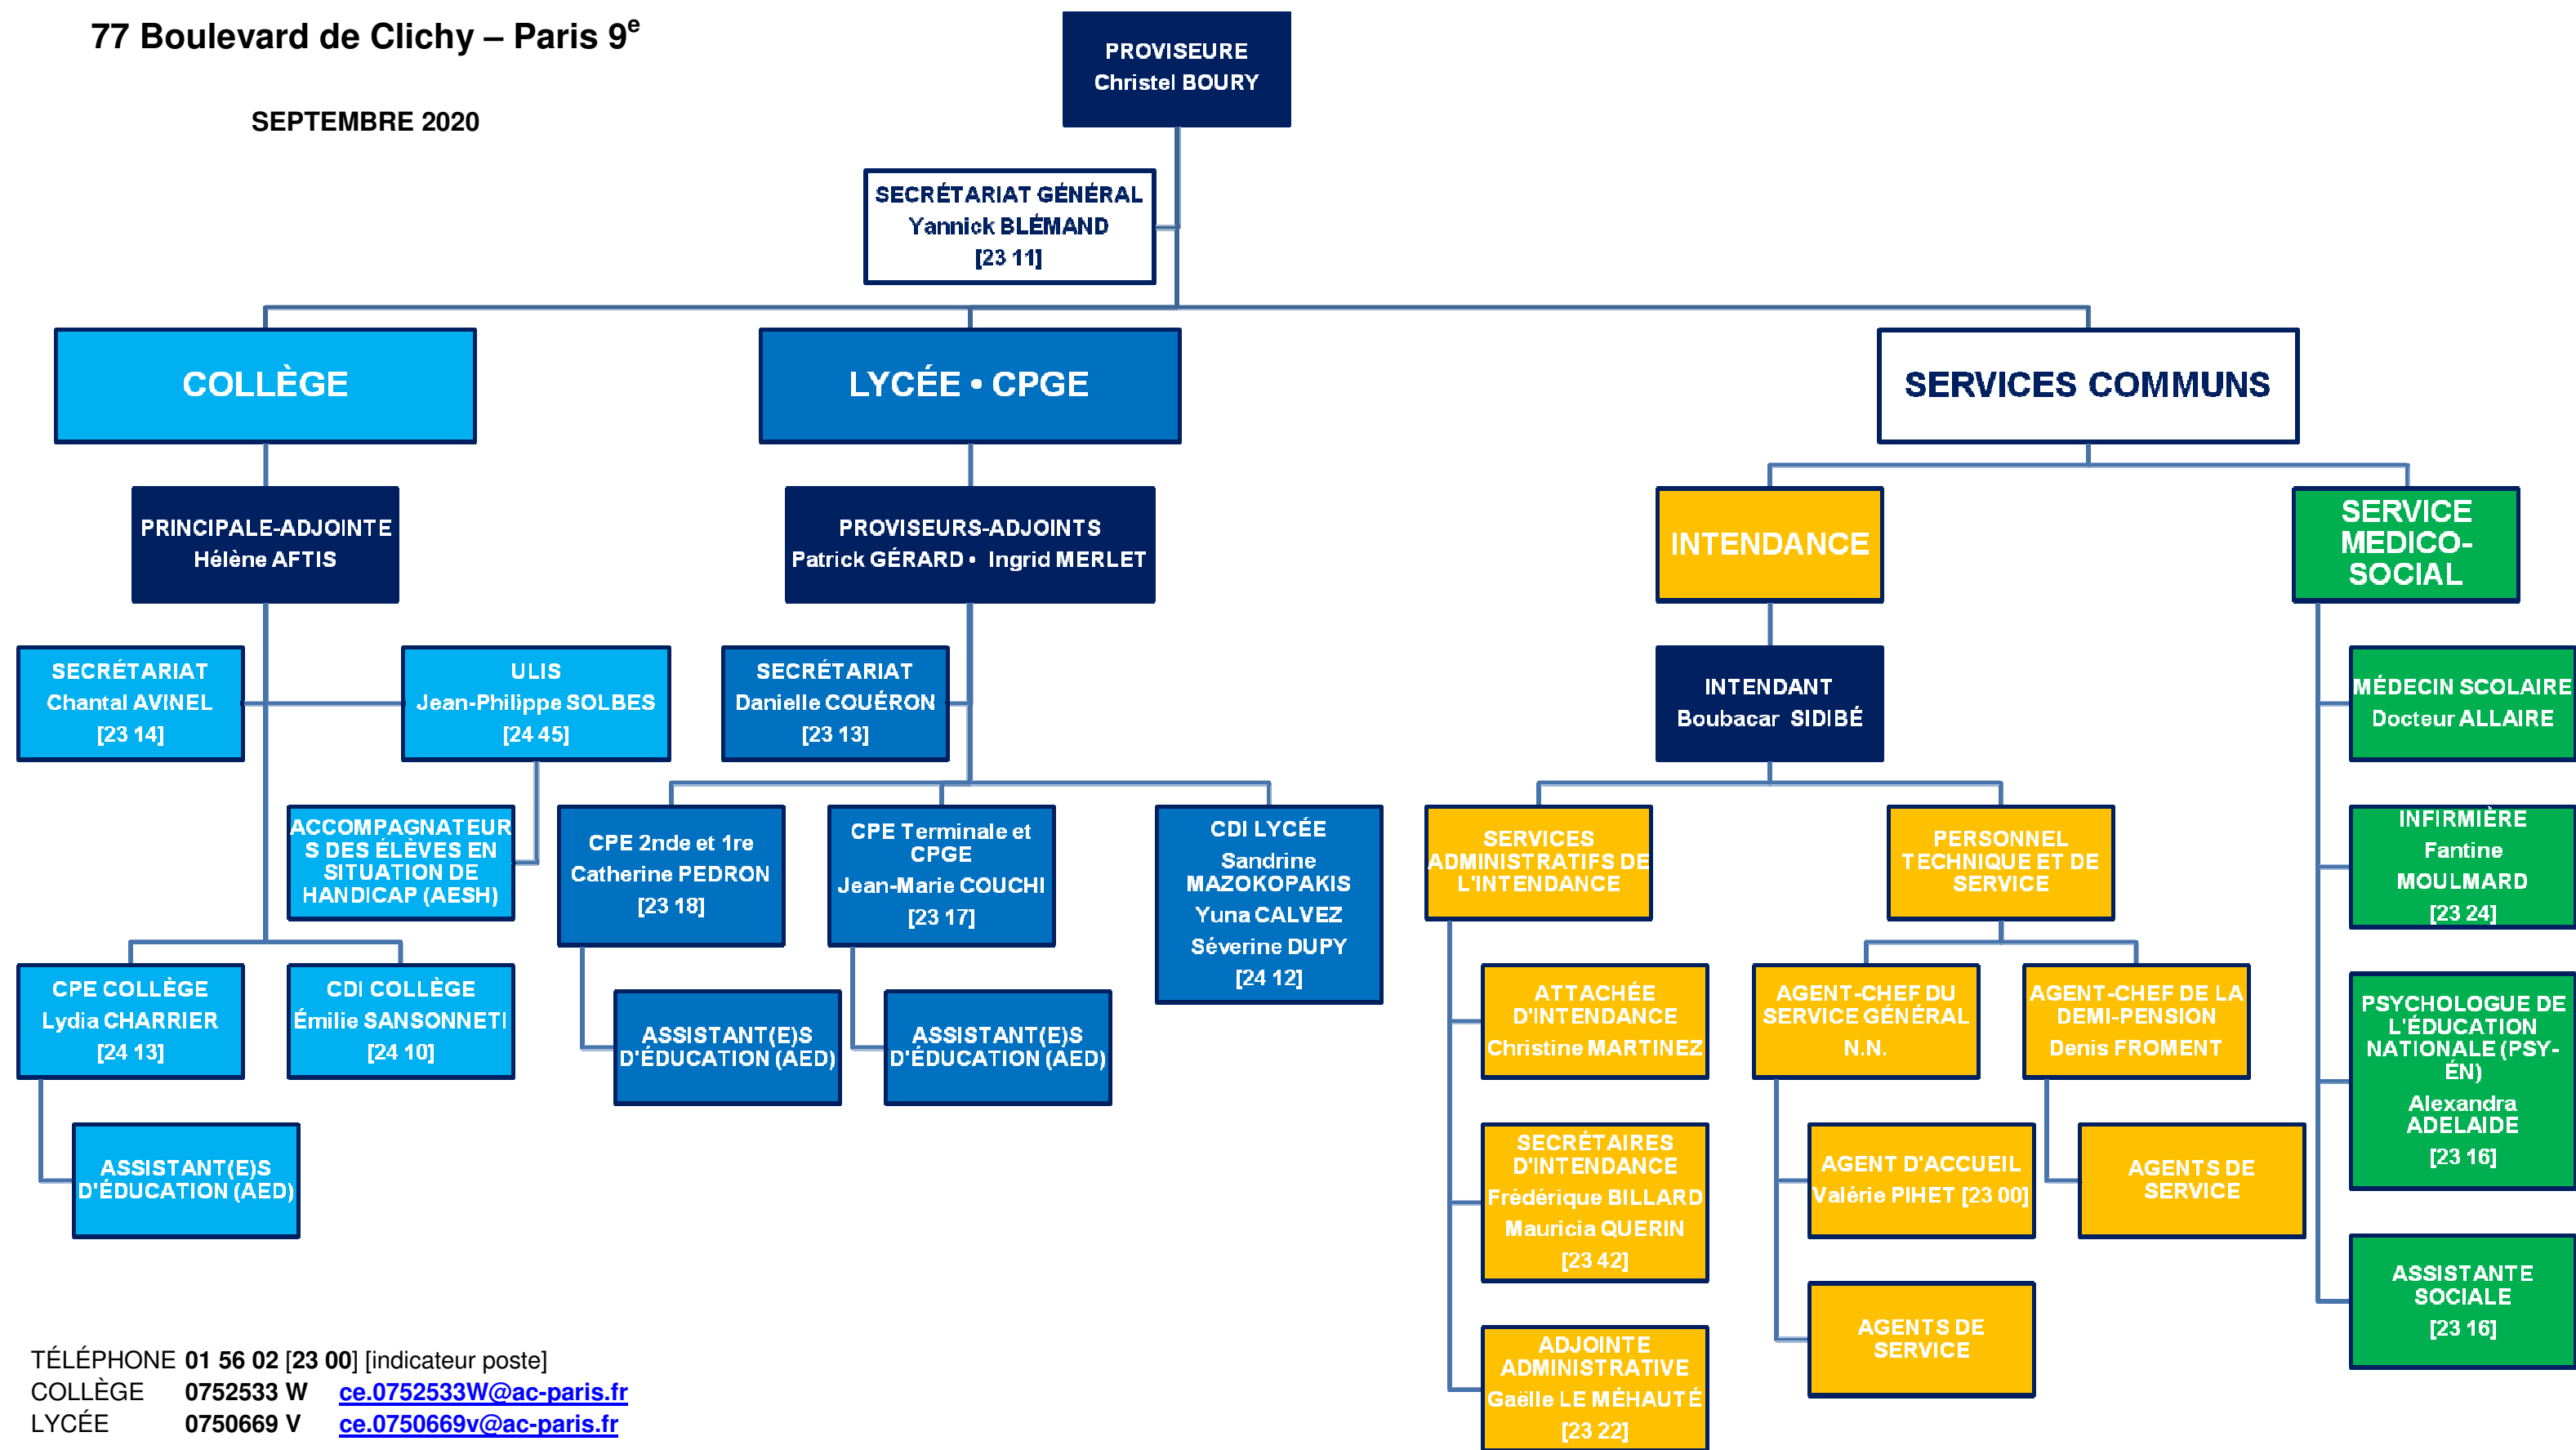 77 Boulevard de Clichy – Paris 9e
SEPTEMBRE 2020
PROVISEURE
Christel BOURY
SECRÉTARIAT GÉNÉRAL
Yannick BLÉMAND
[23 11]
COLLÈGE
LYCÉE • CPGE
SERVICES COMMUNS
PRINCIPALE-ADJOINTE
Hélène AFTIS
PROVISEURS-ADJOINTS
Patrick GÉRARD • Ingrid MERLET
INTENDANCE
SERVICE
MEDICO-
SOCIAL
SECRÉTARIAT
Chantal AVINEL
[23 14]
ULIS
Jean-Philippe SOLBES
[24 45]
SECRÉTARIAT
Danielle COUÉRON
[23 13]
INTENDANT
Boubacar SIDIBÉ
MÉDECIN SCOLAIRE
Docteur ALLAIRE
ACCOMPAGNATEUR
S DES ÉLÈVES EN
SITUATION DE
HANDICAP (AESH)
CPE 2nde et 1re
Catherine PEDRON
[23 18]
CPE Terminale et
CPGE
Jean-Marie COUCHI
[23 17]
CDI LYCÉE
Sandrine
MAZOKOPAKIS
Yuna CALVEZ
Séverine DUPY
[24 12]
SERVICES
ADMINISTRATIFS DE
L'INTENDANCE
PERSONNEL
TECHNIQUE ET DE
SERVICE
INFIRMIÈRE
Fantine
MOULMARD
[23 24]
CPE COLLÈGE
Lydia CHARRIER
[24 13]
CDI COLLÈGE
Émilie SANSONNETI
[24 10]
ASSISTANT(E)S
D'ÉDUCATION (AED)
ASSISTANT(E)S
D'ÉDUCATION (AED)
ATTACHÉE
D'INTENDANCE
Christine MARTINEZ
AGENT-CHEF DU
SERVICE GÉNÉRAL
N.N.
AGENT-CHEF DE LA
DEMI-PENSION
Denis FROMENT
PSYCHOLOGUE DE
L'ÉDUCATION
NATIONALE (PSY-
ÉN)
Alexandra
ADELAIDE
[23 16]
ASSISTANT(E)S
D'ÉDUCATION (AED)
SECRÉTAIRES
D'INTENDANCE
Frédérique BILLARD
Mauricia QUERIN
[23 42]
AGENT D'ACCUEIL
Valérie PIHET [23 00]
AGENTS DE
SERVICE
ASSISTANTE
SOCIALE
[23 16]
ADJOINTE
ADMINISTRATIVE
Gaëlle LE MÉHAUTÉ
[23 22]
AGENTS DE
SERVICE
TÉLÉPHONE 01 56 02 [23 00] [indicateur poste]
COLLÈGE 0752533 W ce.0752533W@ac-paris.fr
LYCÉE 0750669 V ce.0750669v@ac-paris.fr